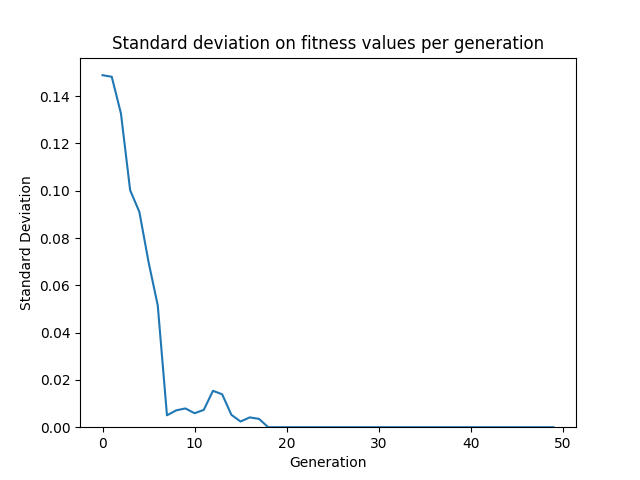 Standard deviation on fitness values per generation
0.14
0.12
0.10
0.08
0.06
0.04
0.02
0.00
Standard Deviation
0 10 20 30 40 50
Generation